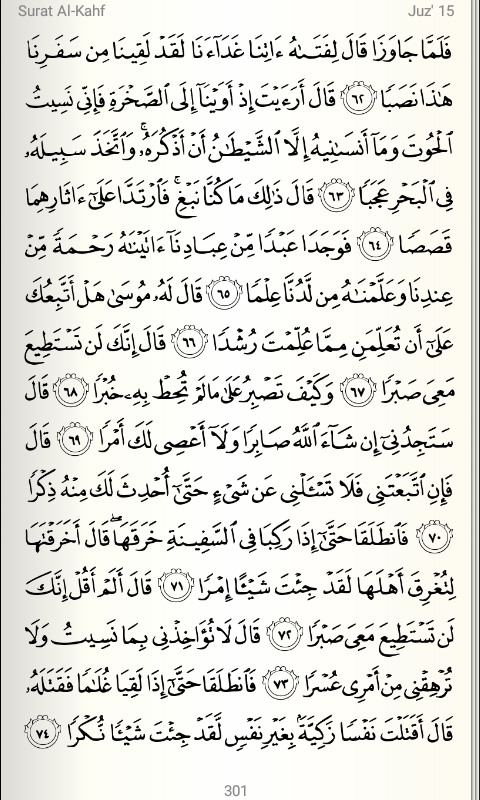 Surat Al-Kahf Juz' 15
فَلَمَّا جَاوَزَا قَالَ لِفَتَىٰهُ ءَاتِنَا غَدَآءَنَا لَقَدْ لَقِينَا مِن سَفَرِنَا
هَٰذَا نَصَبًا ٦٢ قَالَ أَرَءَيْتَ إِذْ أَوَيْنَآ إِلَى ٱلصَّخْرَةِ فَإِنِّى نَسِيتُ
ٱلْحُوتَ وَمَآ أَنسَىٰنِيهُ إِلَّا ٱلشَّيْطَٰنُ أَنْ أَذْكُرَهُۥ ۚ وَٱتَّخَذَ سَبِيلَهُۥ
فِى ٱلْبَحْرِ عَجَبًا ٦٣ قَالَ ذَٰلِكَ مَا كُنَّا نَبْغِ ۚ فَٱرْتَدَّا عَلَىٰٓ ءَاثَارِهِمَا
قَصَصًا ٦٤ فَوَجَدَا عَبْدًا مِّنْ عِبَادِنَآ ءَاتَيْنَٰهُ رَحْمَةً مِّنْ
عِندِنَا وَعَلَّمْنَٰهُ مِن لَّدُنَّا عِلْمًا ٦٥ قَالَ لَهُۥ مُوسَىٰ هَلْ أَتَّبِعُكَ
عَلَىٰٓ أَن تُعَلِّمَنِ مِمَّا عُلِّمْتَ رُشْدًا ٦٦ قَالَ إِنَّكَ لَن تَسْتَطِيعَ
مَعِىَ صَبْرًا ٦٧ وَكَيْفَ تَصْبِرُ عَلَىٰ مَا لَمْ تُحِطْ بِهِۦ خُبْرًا ٦٨ قَالَ
سَتَجِدُنِىٓ إِن شَآءَ ٱللَّهُ صَابِرًا وَلَآ أَعْصِى لَكَ أَمْرًا ٦٩ قَالَ
فَإِنِ ٱتَّبَعْتَنِى فَلَا تَسْـَٔلْنِى عَن شَىْءٍ حَتَّىٰٓ أُحْدِثَ لَكَ مِنْهُ ذِكْرًا
٧٠ فَٱنطَلَقَا حَتَّىٰٓ إِذَا رَكِبَا فِى ٱلسَّفِينَةِ خَرَقَهَا ۖ قَالَ أَخَرَقْتَهَا
لِتُغْرِقَ أَهْلَهَا لَقَدْ جِئْتَ شَيْـًٔا إِمْرًا ٧١ قَالَ أَلَمْ أَقُلْ إِنَّكَ
لَن تَسْتَطِيعَ مَعِىَ صَبْرًا ٧٢ قَالَ لَا تُؤَاخِذْنِى بِمَا نَسِيتُ وَلَا
تُرْهِقْنِى مِنْ أَمْرِى عُسْرًا ٧٣ فَٱنطَلَقَا حَتَّىٰٓ إِذَا لَقِيَا غُلَٰمًا فَقَتَلَهُۥ
قَالَ أَقَتَلْتَ نَفْسًا زَكِيَّةًۢ بِغَيْرِ نَفْسٍ لَّقَدْ جِئْتَ شَيْـًٔا نُّكْرًا ٧٤
301